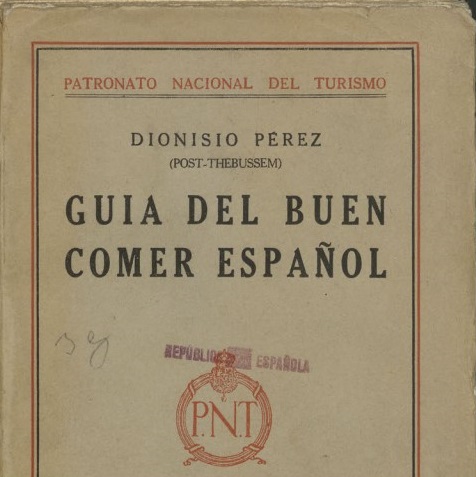 PATRONATO NACIONAL DEL TURISMO
DIONISIO PÉREZ
(POST-THEBUSSEM)
GUIA DEL BUEN
COMER ESPAÑOL
REPÚBLICA ESPAÑOLA
P.N.T